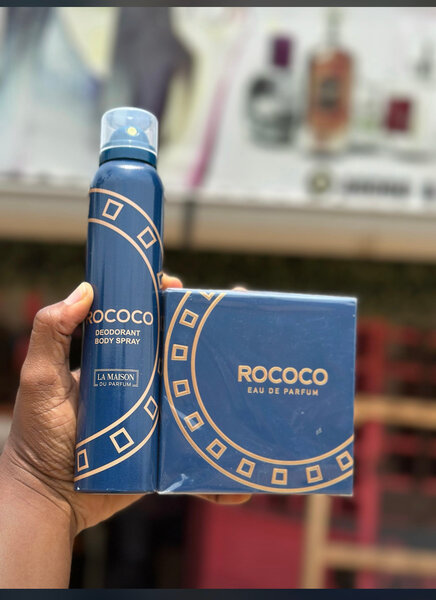 ROCOCO
DEODORANT
BODY SPRAY
LA MAISON
DU PARFUM
ROCOCO
EAU DE PARFUM